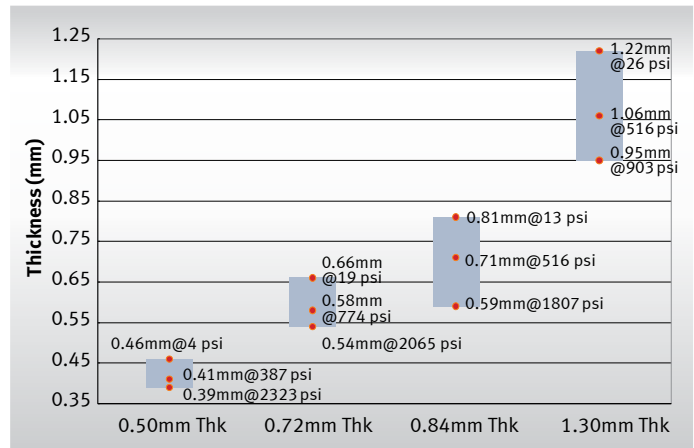 1.25
1.15
1.05
0.95
0.85
0.75
0.65
0.55
0.45
0.35
Thickness (mm)
0.46mm@4 psi
0.41mm@387 psi
0.39mm@2323 psi
0.66mm
@19 psi
0.58mm
@774 psi
0.54mm@2065 psi
0.81mm@13 psi
0.71mm@516 psi
0.59mm@1807 psi
1.22mm
@26 psi
1.06mm
@516 psi
0.95mm
@903 psi
0.50mm Thk
0.72mm Thk
0.84mm Thk
1.30mm Thk